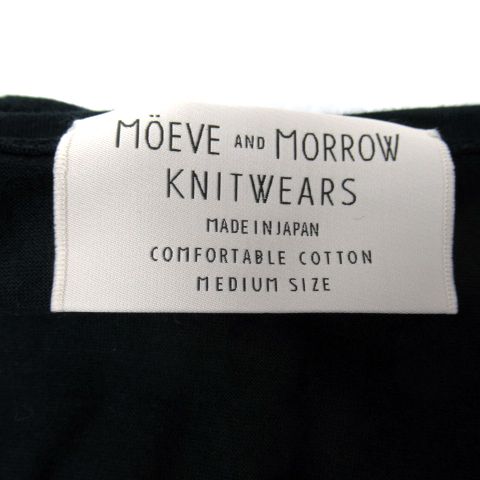 MÖEVE AND MORROW
KNITWEARS
MADE IN JAPAN
COMFORTABLE COTTON
MEDIUM SIZE